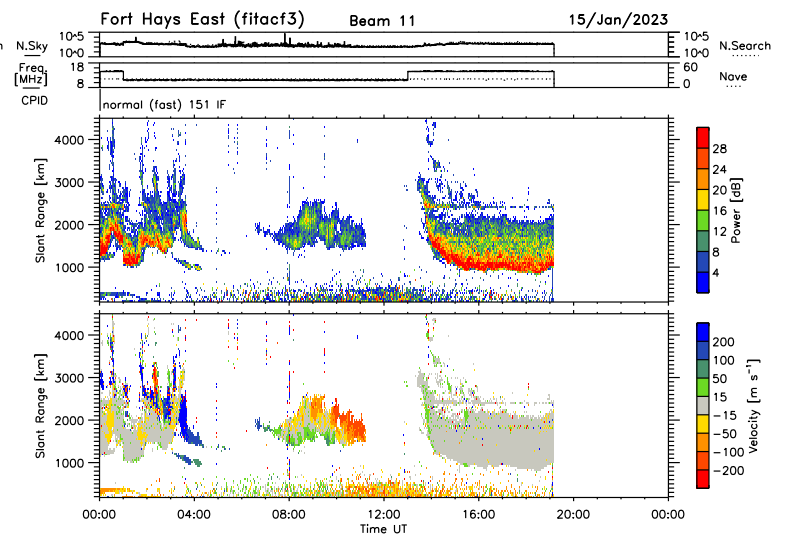 Fort Hays East (fitacf3) Beam 11 15/Jan/2023
n N.Sky 10^5 10^0 10^5 10^0 N.Search
Freq. [MHz] 18 8 60 0 Nave
CPID normal (fast) 151 IF
Slant Range [km]
4000
3000
2000
1000
28
24
20
16
12
8
4
Power [dB]
Slant Range [km]
4000
3000
2000
1000
200
100
50
15
-15
-50
-100
-200
Velocity [m s⁻¹]
00:00 04:00 08:00 12:00 16:00 20:00 00:00
Time UT